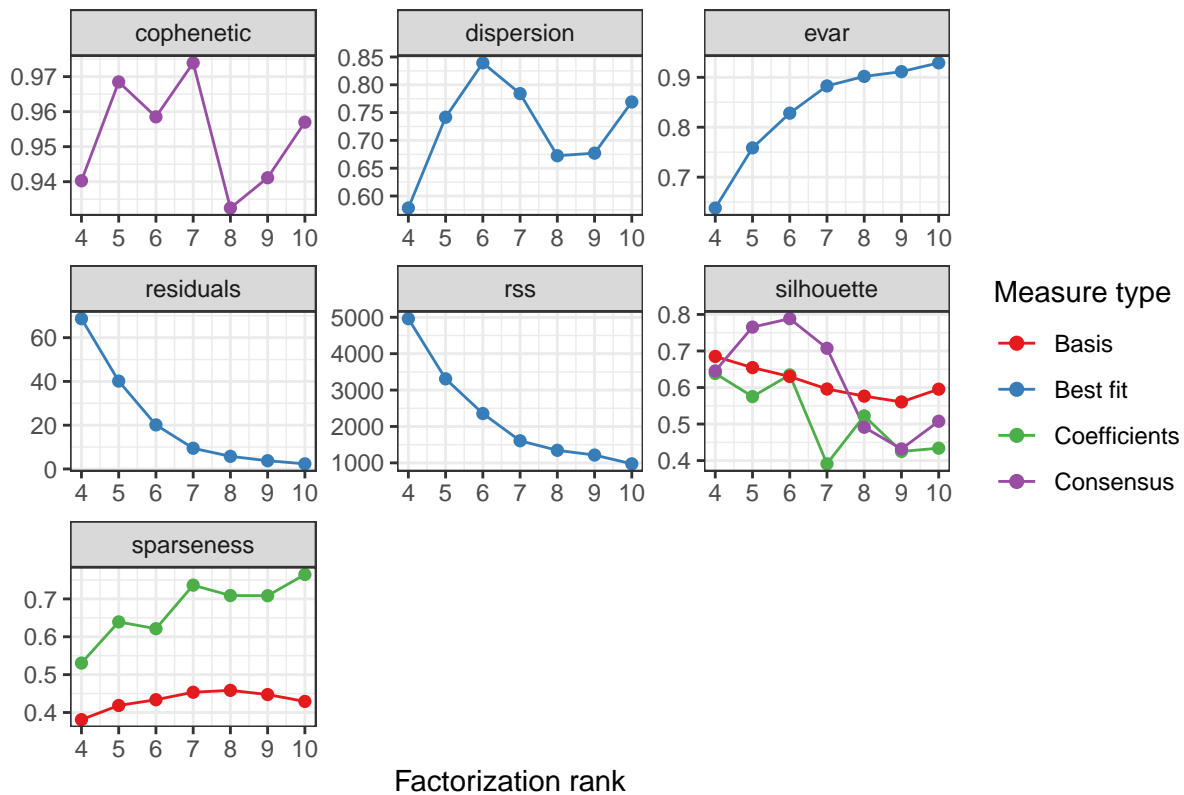 cophenetic
dispersion
evar
0.97
0.96
0.95
0.94
4 5 6 7 8 9 10
0.85
0.80
0.75
0.70
0.65
0.60
4 5 6 7 8 9 10
0.9
0.8
0.7
4 5 6 7 8 9 10
residuals
rss
silhouette
60
40
20
0
4 5 6 7 8 9 10
5000
4000
3000
2000
1000
4 5 6 7 8 9 10
0.8
0.7
0.6
0.5
0.4
4 5 6 7 8 9 10
sparseness
0.7
0.6
0.5
0.4
4 5 6 7 8 9 10
Factorization rank
Measure type
Basis
Best fit
Coefficients
Consensus